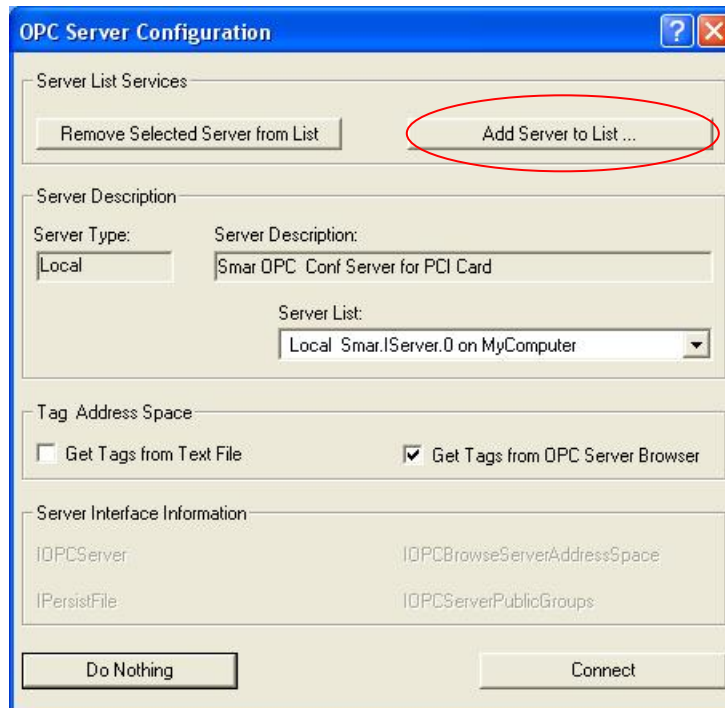 OPC Server Configuration
Server List Services
Remove Selected Server from List
Add Server to List ...
Server Description
Server Type:
Server Description:
Local
Smar OPC  Conf Server for PCI Card
Server List:
Local  Smar.IServer.0 on MyComputer
Tag  Address Space
Get Tags from Text File
Get Tags from OPC Server Browser
Server Interface Information
IOPCServer
IOPCBrowseServerAddressSpace
IPersistFile
IOPCServerPublicGroups
Do Nothing
Connect